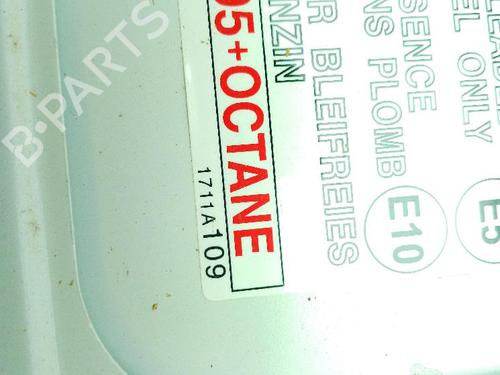 EL ONLY
SENCE
NS PLOMB
R BLEIFREIES
NZIN
95+OCTANE
1711A109
E10
E5
B-PARTS